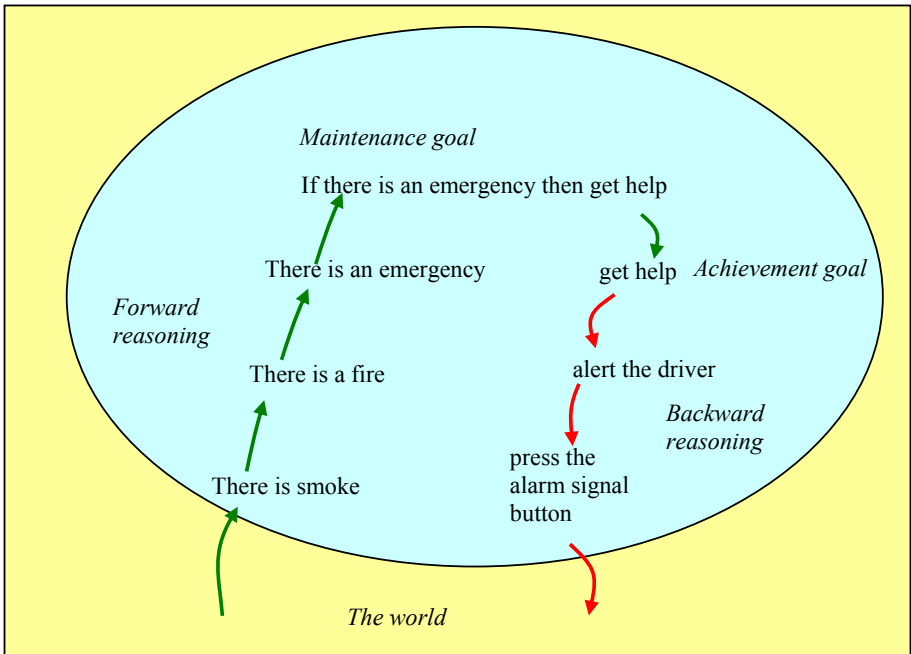 Maintenance goal
If there is an emergency then get help
There is an emergency
get help
Achievement goal
Forward
reasoning
There is a fire
alert the driver
Backward
reasoning
There is smoke
press the
alarm signal
button
The world